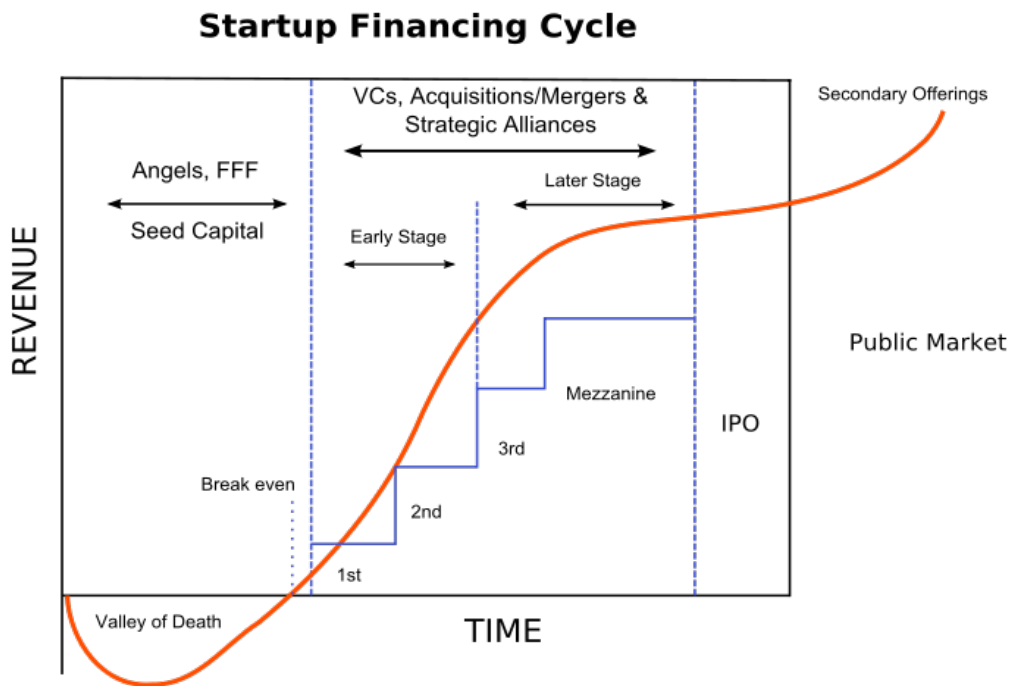 Startup Financing Cycle
VCs, Acquisitions/Mergers &
Strategic Alliances
Secondary Offerings
Angels, FFF
Seed Capital
Later Stage
Early Stage
REVENUE
Public Market
Mezzanine
IPO
3rd
Break even
2nd
1st
Valley of Death
TIME